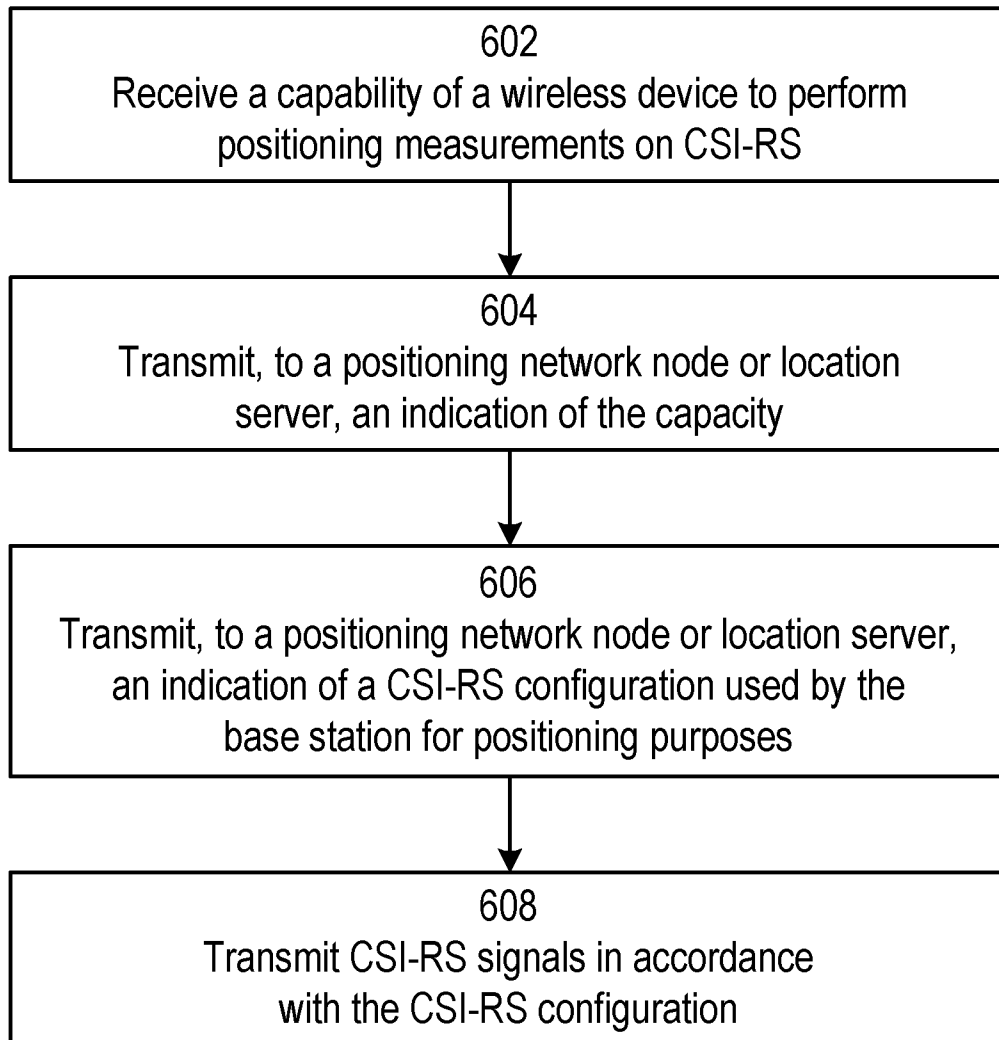 602
Receive a capability of a wireless device to perform
positioning measurements on CSI-RS
604
Transmit, to a positioning network node or location
server, an indication of the capacity
606
Transmit, to a positioning network node or location server,
an indication of a CSI-RS configuration used by the
base station for positioning purposes
608
Transmit CSI-RS signals in accordance
with the CSI-RS configuration